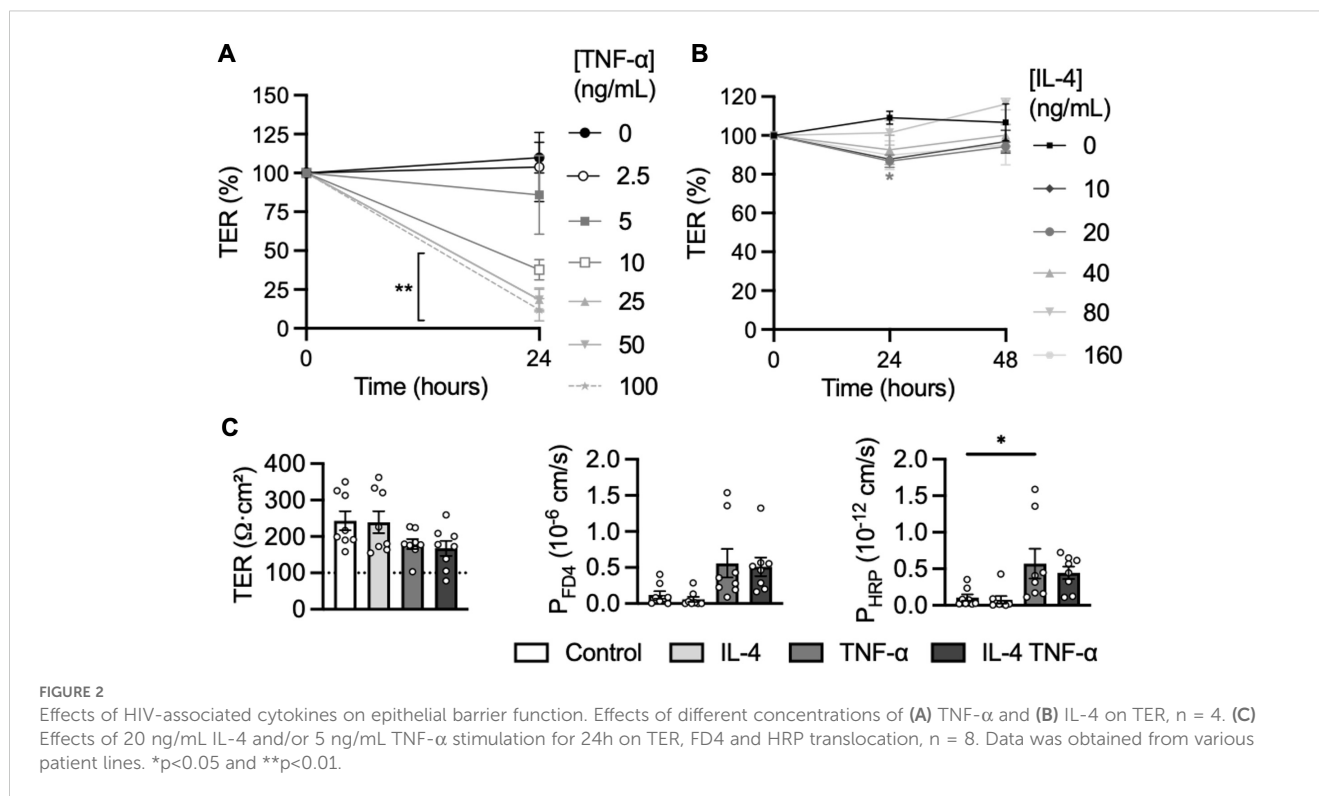 A
[TNF-α]
(ng/mL)
TER (%)
150
125
100
75
50
25
0
**
0
24
Time (hours)
0
2.5
5
10
25
50
100
B
[IL-4]
(ng/mL)
TER (%)
120
100
80
60
40
20
0
*
0
24
48
Time (hours)
0
10
20
40
80
160
C
TER (Ω·cm²)
400
300
200
100
0
P_FD4 (10⁻⁶ cm/s)
2.0
1.5
1.0
0.5
0.0
P_HRP (10⁻¹² cm/s)
2.0
1.5
1.0
0.5
0.0
*
Control IL-4 TNF-α IL-4 TNF-α
FIGURE 2
Effects of HIV-associated cytokines on epithelial barrier function. Effects of different concentrations of (A) TNF-α and (B) IL-4 on TER, n = 4. (C)
Effects of 20 ng/mL IL-4 and/or 5 ng/mL TNF-α stimulation for 24h on TER, FD4 and HRP translocation, n = 8. Data was obtained from various
patient lines. *p<0.05 and **p<0.01.